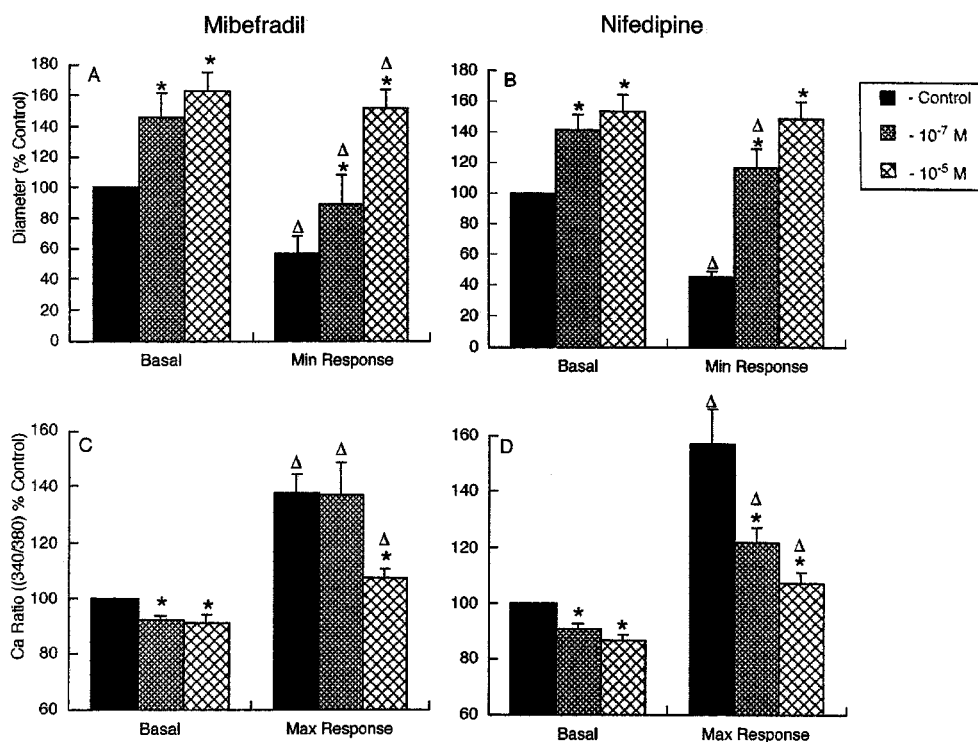 Mibefradil
Nifedipine
A
Diameter (% Control)
180
160
140
120
100
80
60
40
20
0
* * Δ Δ * Δ *
Basal
Min Response
B
180
160
140
120
100
80
60
40
20
0
* * Δ Δ * *
Basal
Min Response
- Control
- 10⁻⁷ M
- 10⁻⁵ M
C
Ca Ratio ((340/380) % Control)
160
140
120
100
80
60
* * Δ Δ Δ *
Basal
Max Response
D
160
140
120
100
80
60
* * Δ Δ * Δ *
Basal
Max Response